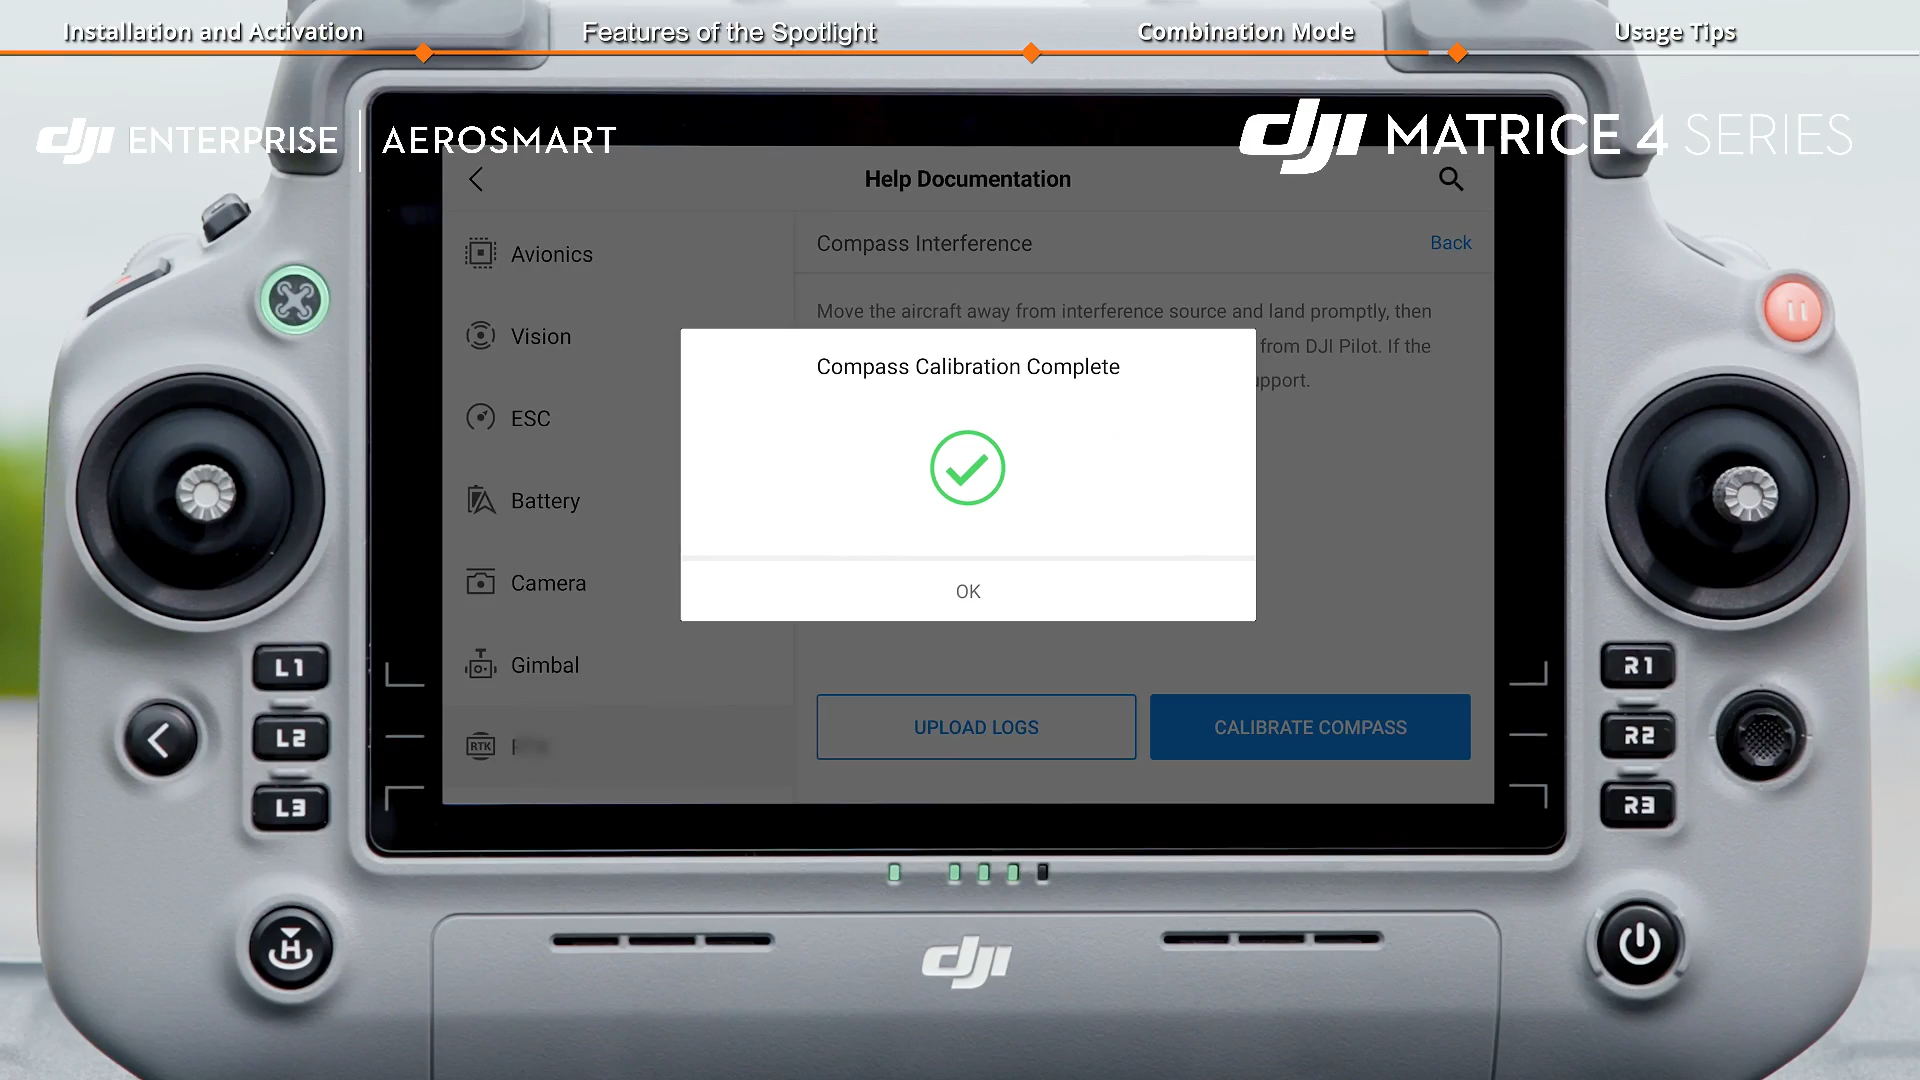 Installation and Activation
Features of the Spotlight
Combination Mode
Usage Tips
dji ENTERPRISE | AEROSMART
dji MATRICE 4 SERIES
Help Documentation
Avionics
Vision
ESC
Battery
Camera
Gimbal
RTK
Compass Interference
Back
Move the aircraft away from interference source and land promptly, then
from DJI Pilot. If the
pport.
Compass Calibration Complete
OK
UPLOAD LOGS
CALIBRATE COMPASS
L1
L2
L3
R1
R2
R3
H
dji